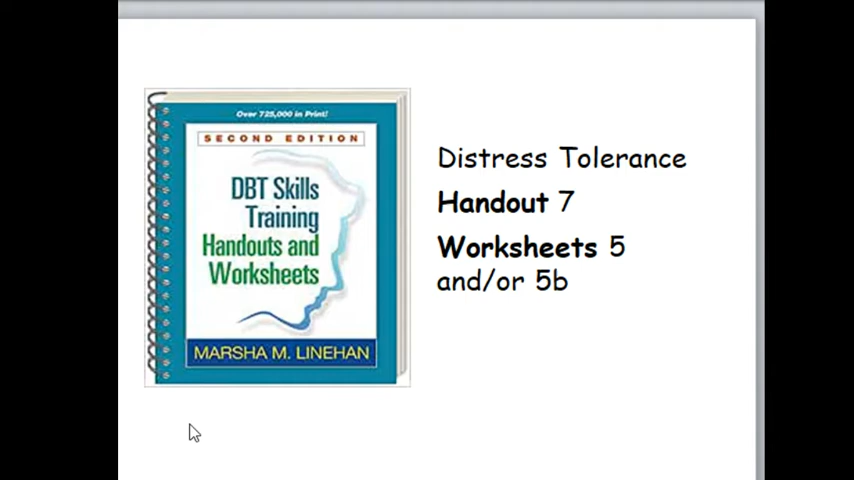 Over 725,000 in Print!
SECOND EDITION
DBT Skills
Training
Handouts and
Worksheets
MARSHA M. LINEHAN
Distress Tolerance
Handout 7
Worksheets 5
and/or 5b